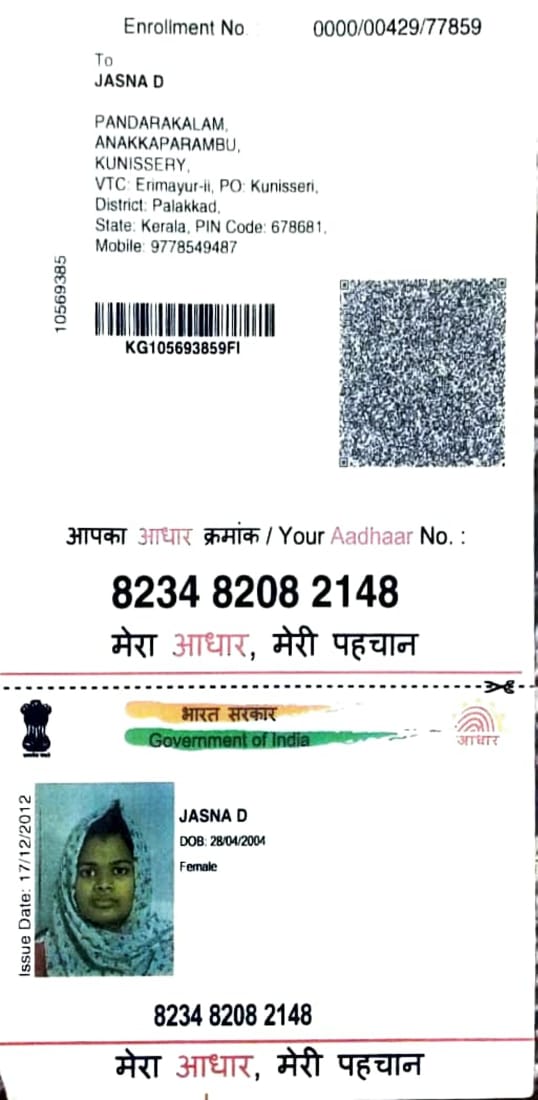 Enrollment No. : 0000/00429/77859
To
JASNA D
PANDARAKALAM,
ANAKKAPARAMBU,
KUNISSERY,
VTC: Erimayur-ii, PO: Kunisseri,
District: Palakkad,
State: Kerala, PIN Code: 678681,
Mobile: 9778549487
10569385
KG105693859FI
आपका आधार क्रमांक / Your Aadhaar No. :
8234 8208 2148
मेरा आधार, मेरी पहचान
भारत सरकार
Government of India
आधार
Issue Date: 17/12/2012
JASNA D
DOB: 28/04/2004
Female
8234 8208 2148
मेरा आधार, मेरी पहचान